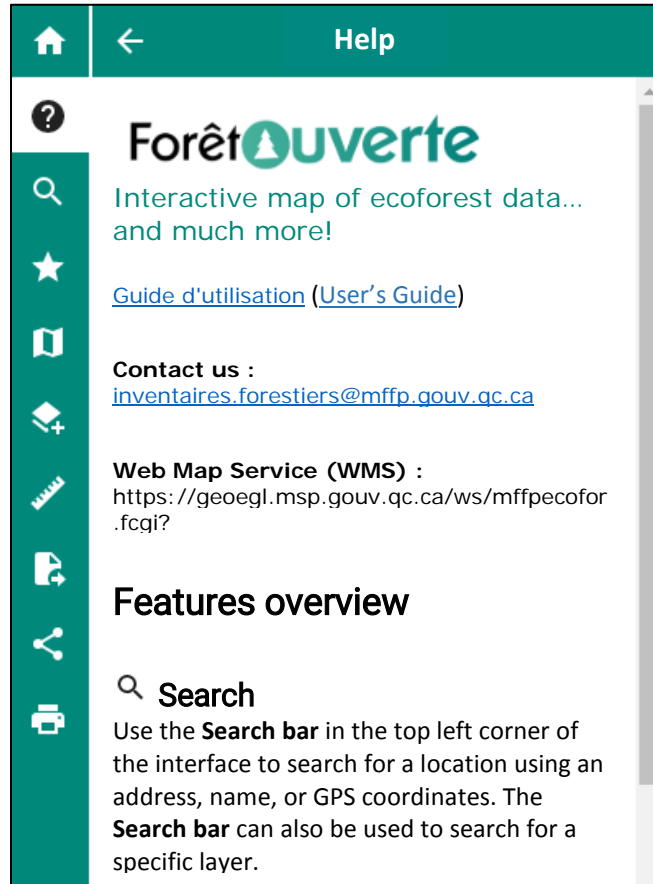 Help
ForêtOuverte
Interactive map of ecoforest data...
and much more!
Guide d'utilisation (User's Guide)
Contact us :
inventaires.forestiers@mffp.gouv.qc.ca
Web Map Service (WMS) :
https://geoegl.msp.gouv.qc.ca/ws/mffpecofor
.fcgi?
Features overview
Search
Use the Search bar in the top left corner of
the interface to search for a location using an
address, name, or GPS coordinates. The
Search bar can also be used to search for a
specific layer.